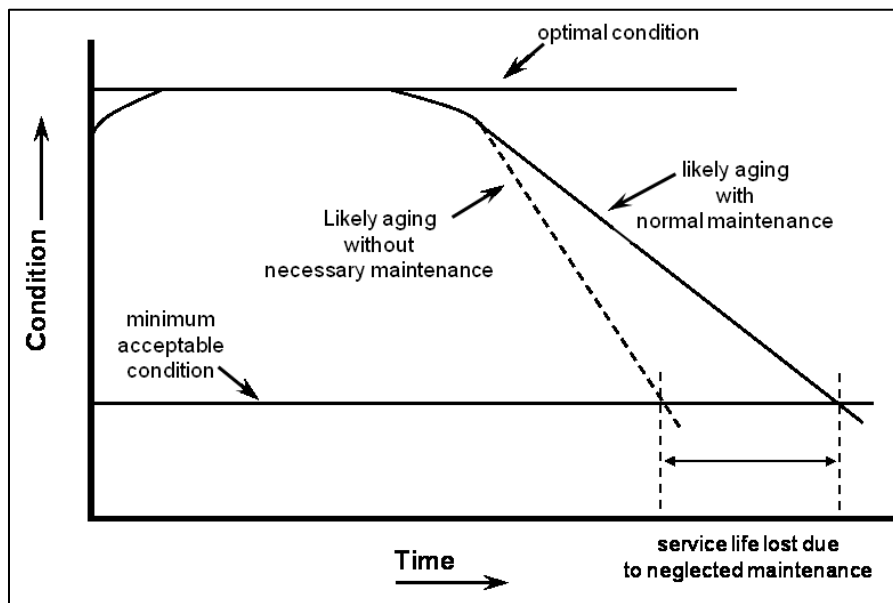 optimal condition
likely aging
with
normal maintenance
Likely aging
without
necessary maintenance
minimum
acceptable
condition
Condition
Time
service life lost due
to neglected maintenance